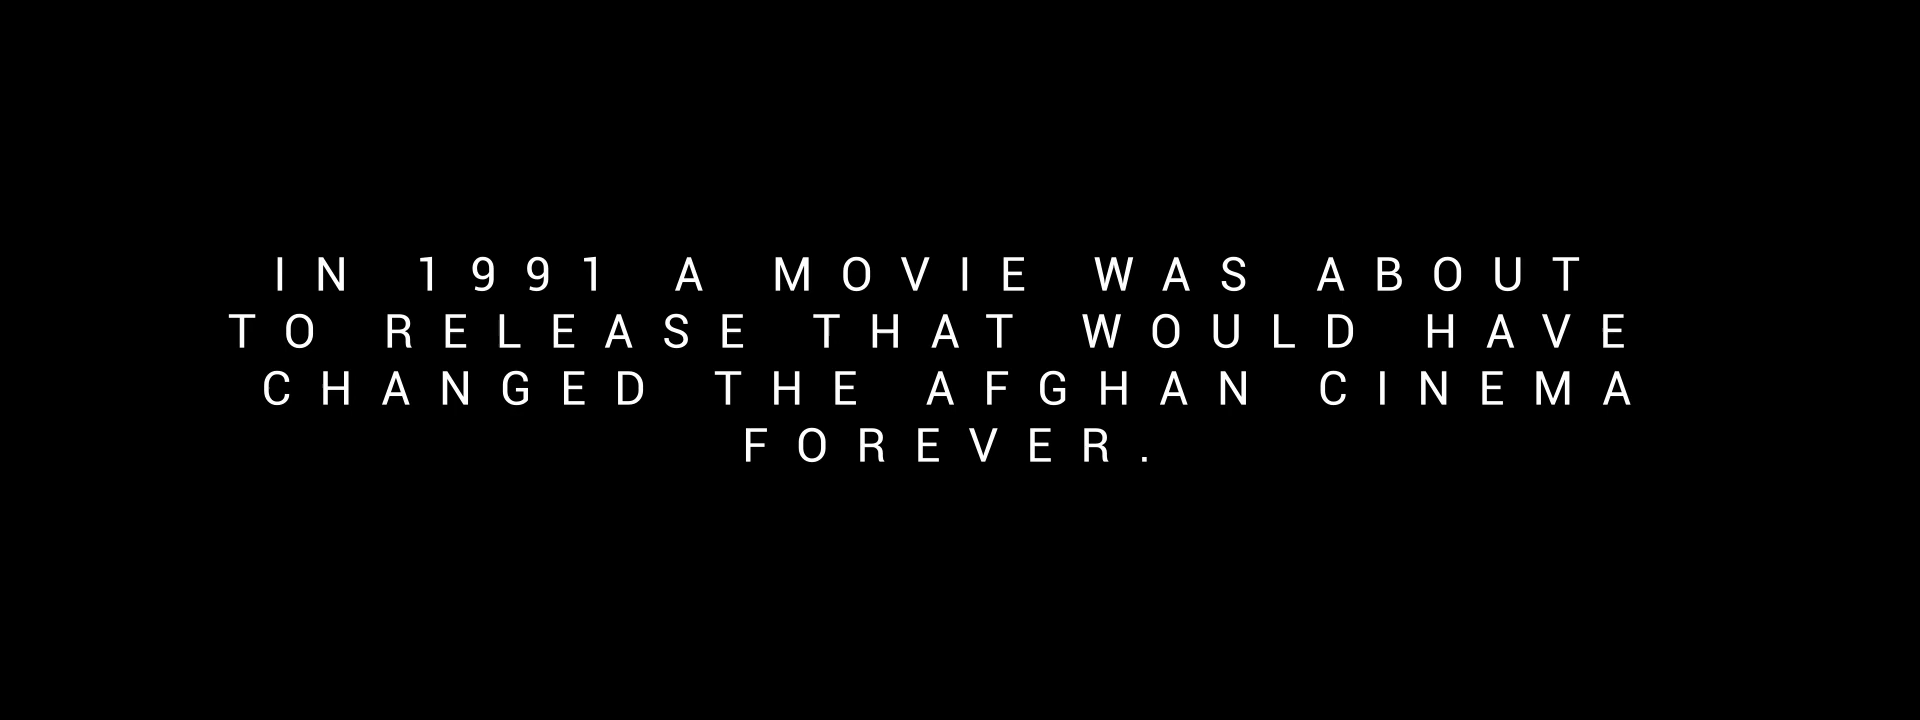 IN 1991 A MOVIE WAS ABOUT
TO RELEASE THAT WOULD HAVE
CHANGED THE AFGHAN CINEMA
FOREVER.